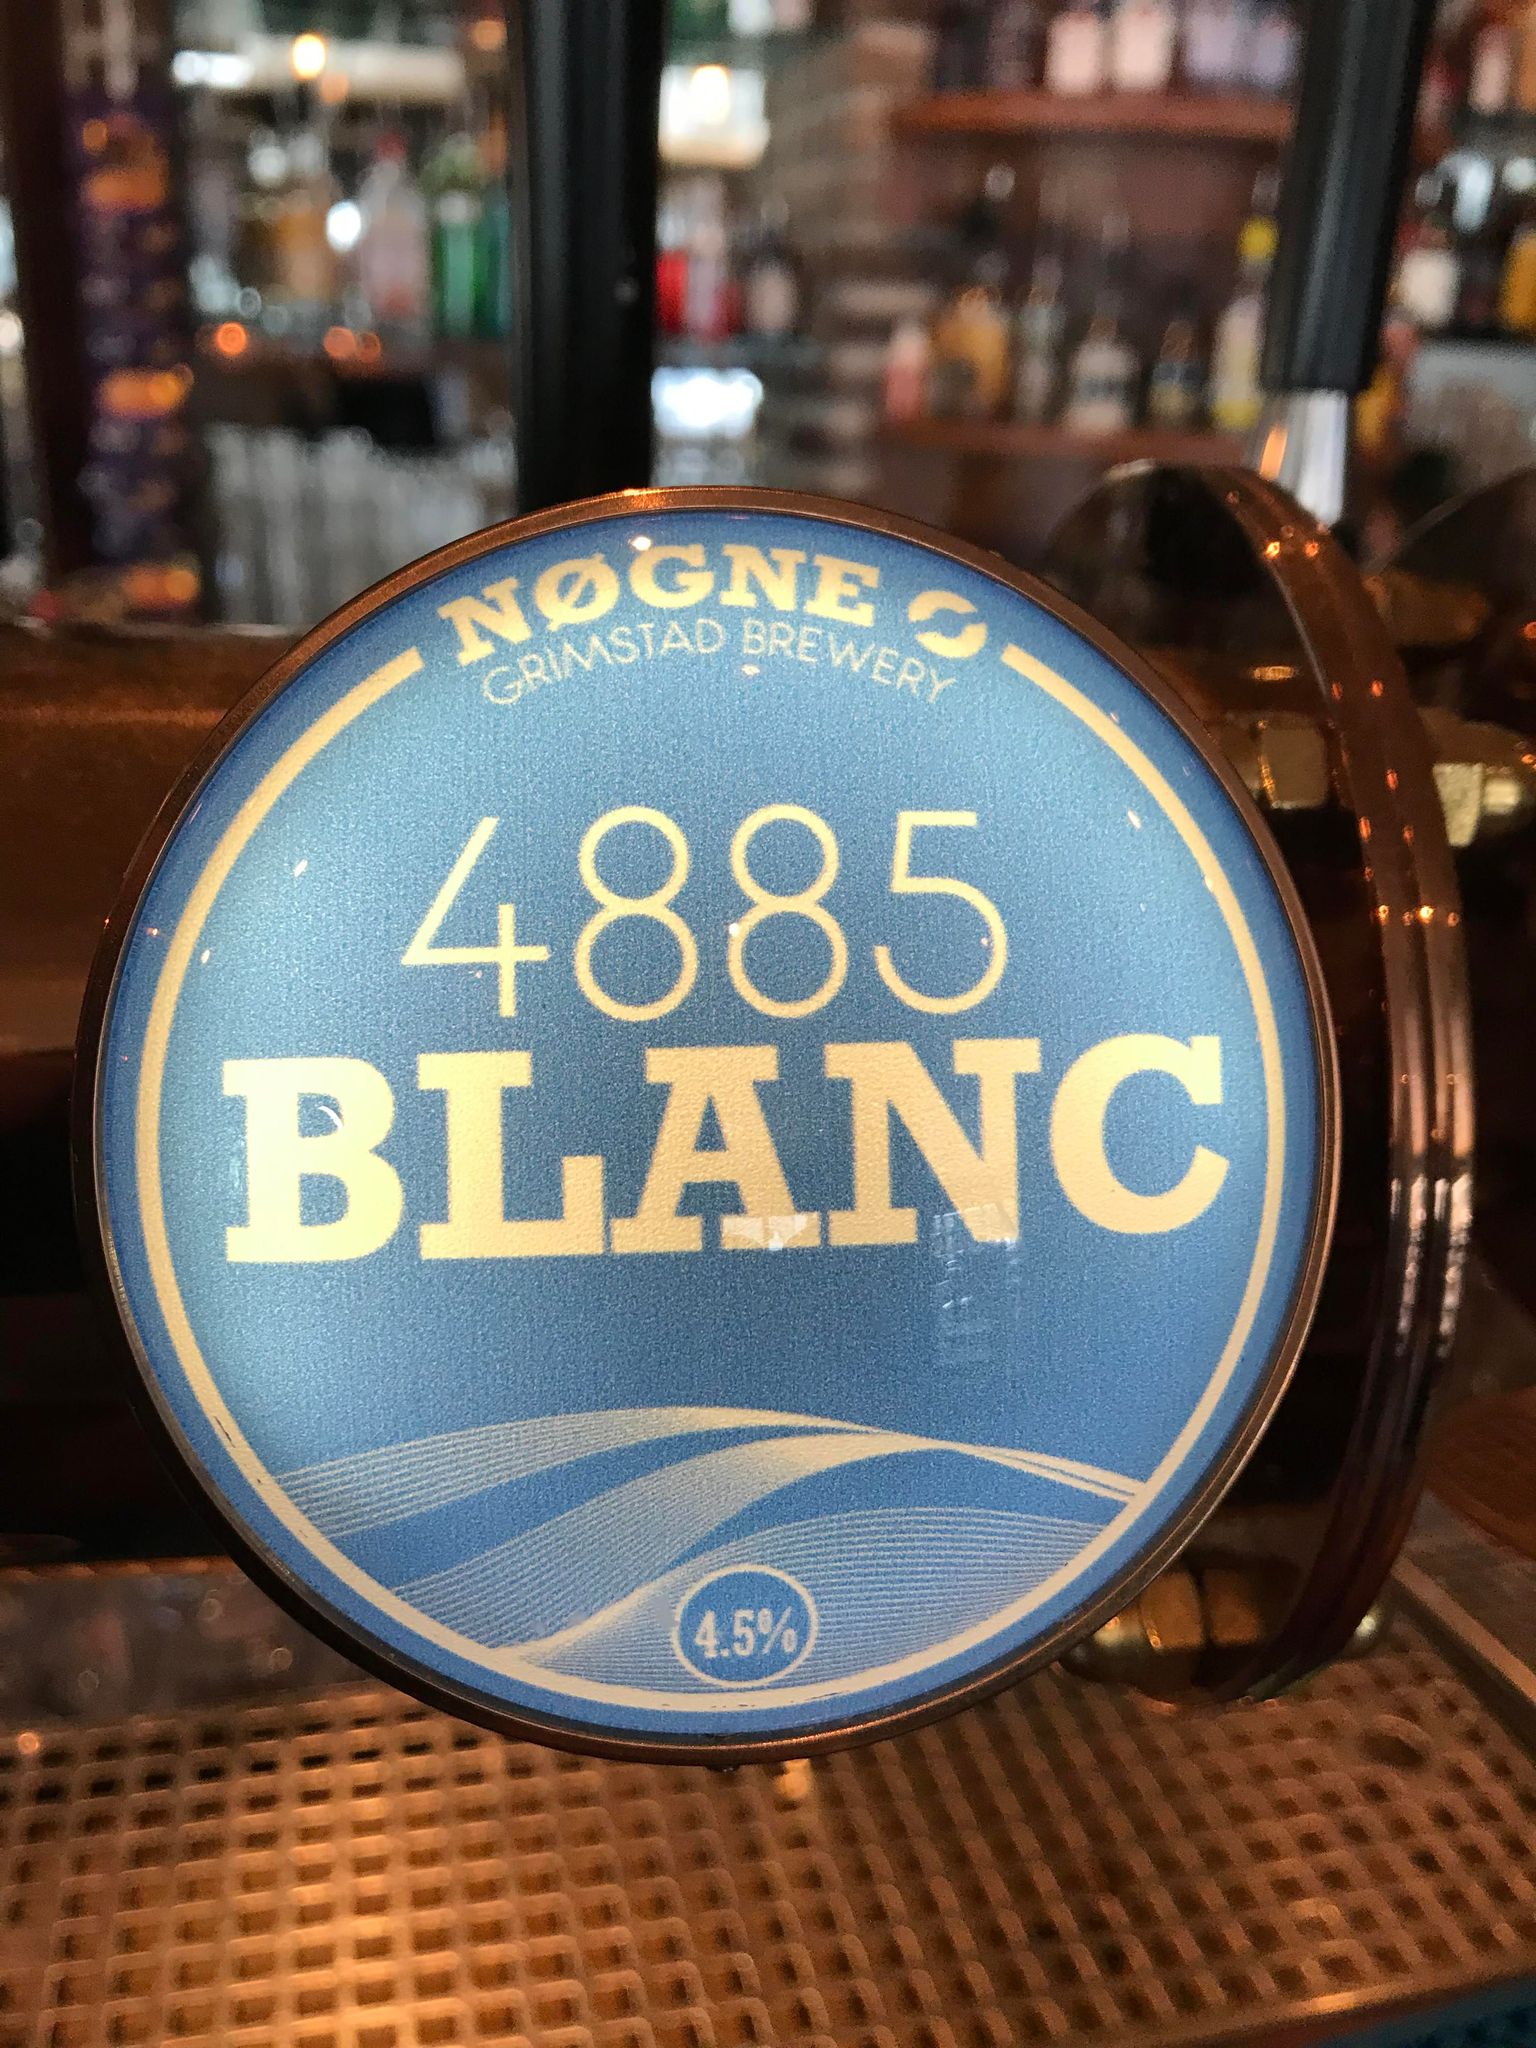 NØGNE Ø
GRIMSTAD BREWERY
4885
BLANC
4.5%